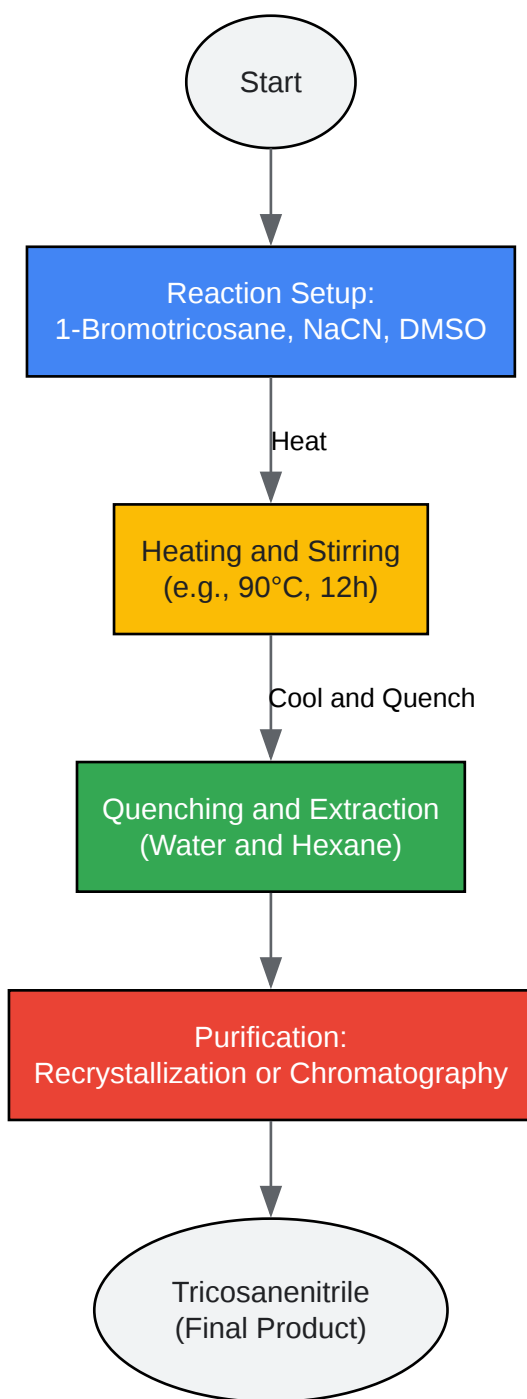 Start
Reaction Setup:
1-Bromotricosane, NaCN, DMSO
Heat
Heating and Stirring
(e.g., 90°C, 12h)
Cool and Quench
Quenching and Extraction
(Water and Hexane)
Purification:
Recrystallization or Chromatography
Tricosanenitrile
(Final Product)